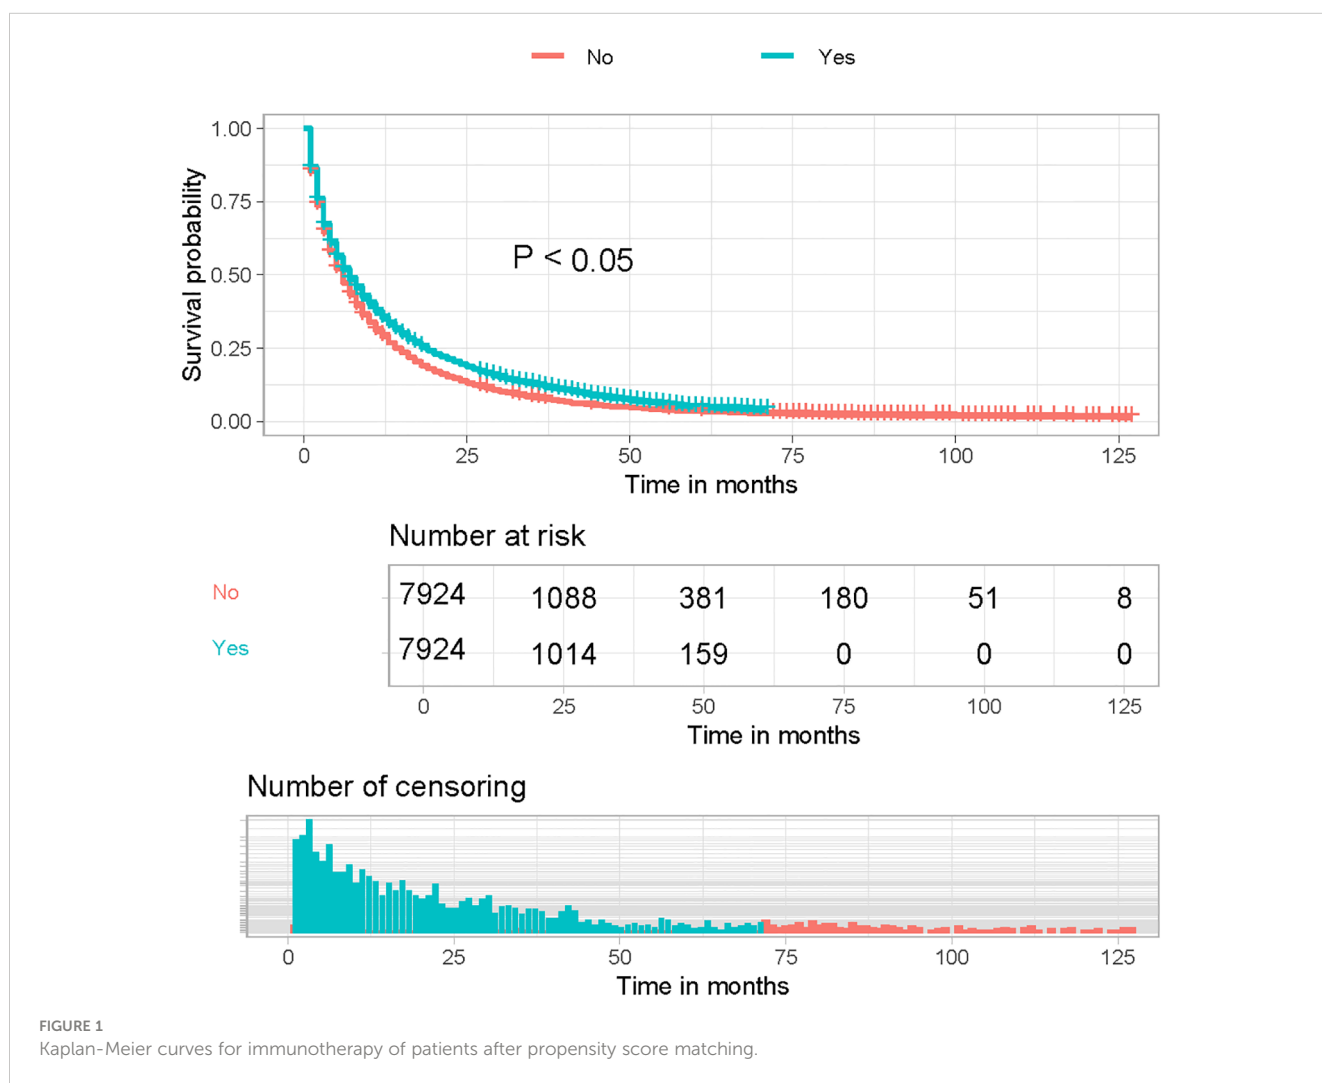 No Yes
1.00
0.75
0.50
0.25
0.00
Survival probability
P < 0.05
0 25 50 75 100 125
Time in months
Number at risk
No 7924 1088 381 180 51 8
Yes 7924 1014 159 0 0 0
0 25 50 75 100 125
Time in months
Number of censoring
0 25 50 75 100 125
Time in months
FIGURE 1
Kaplan-Meier curves for immunotherapy of patients after propensity score matching.